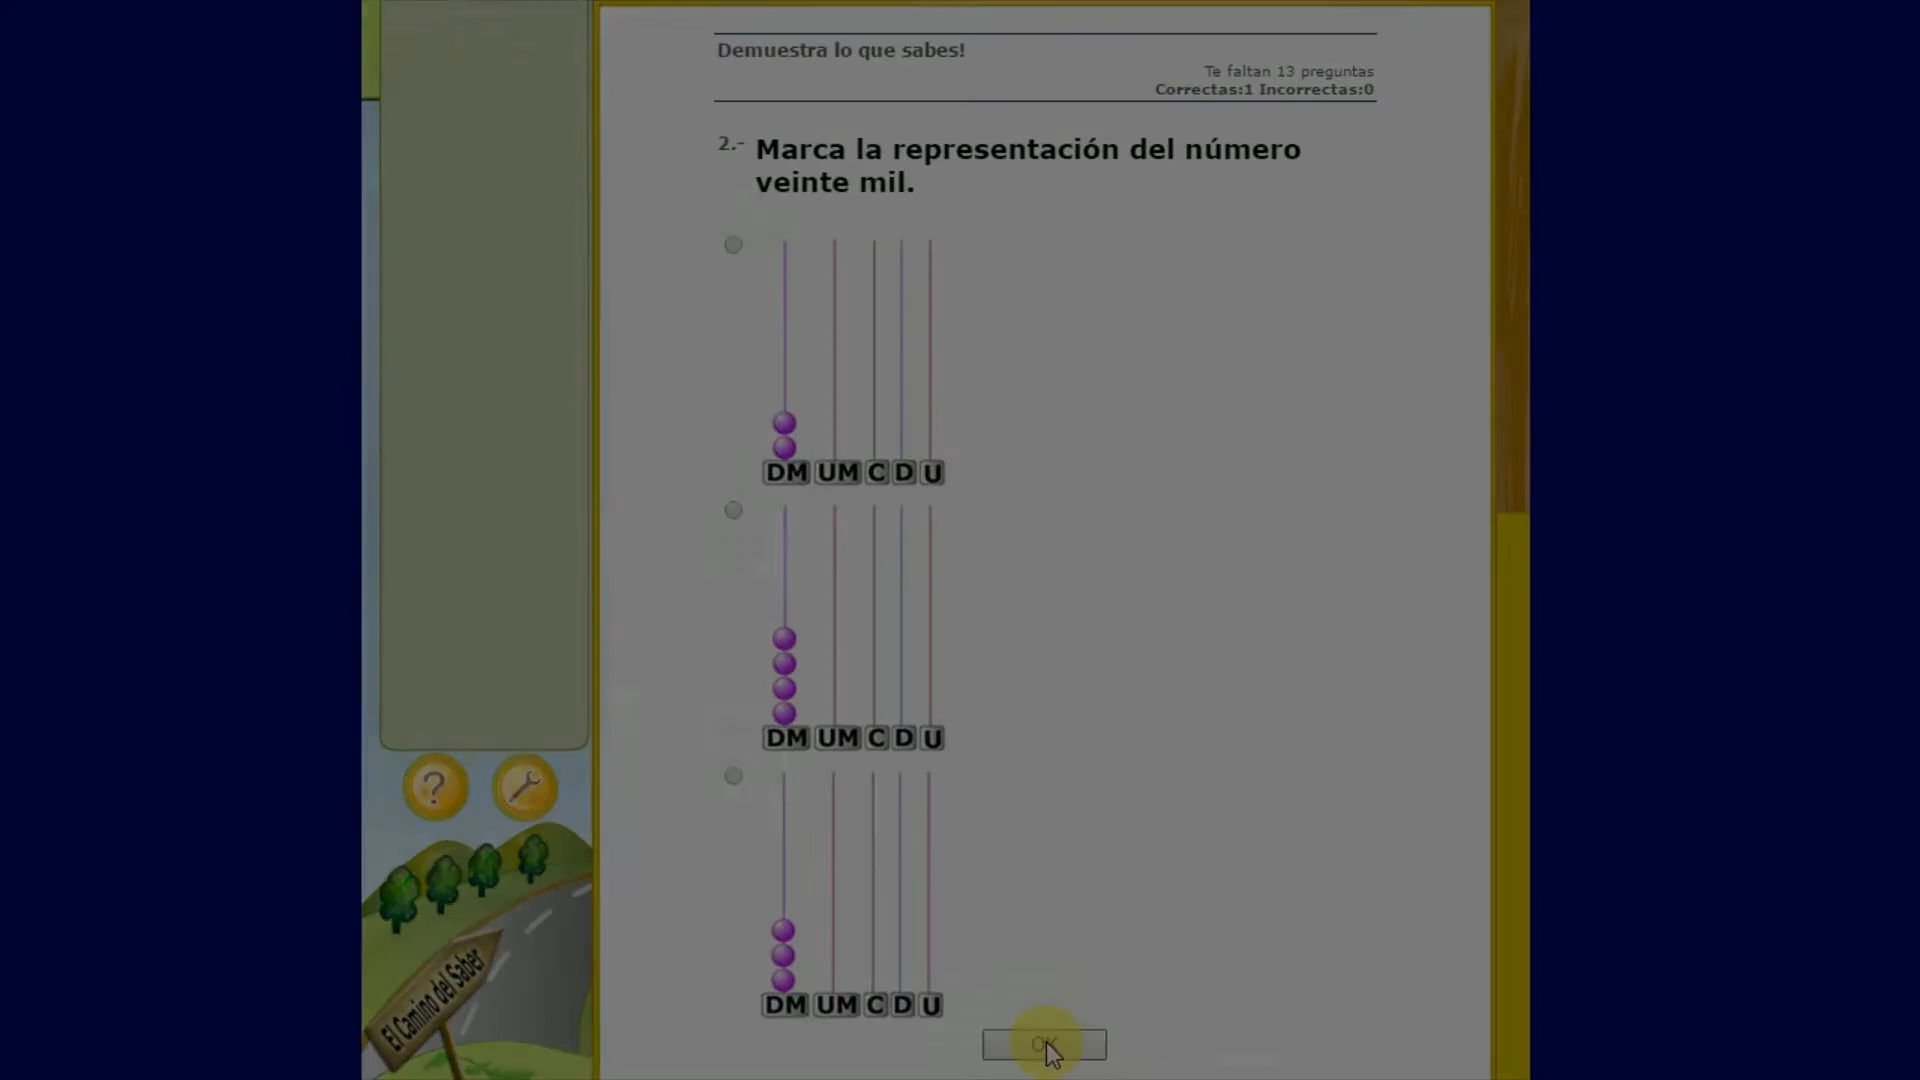 Demuestra lo que sabes!
Te faltan 13 preguntas
Correctas:1 Incorrectas:0
2.- Marca la representación del número
veinte mil.
DM UM C D U
DM UM C D U
?
El Camino del Saber
DM UM C D U
OK